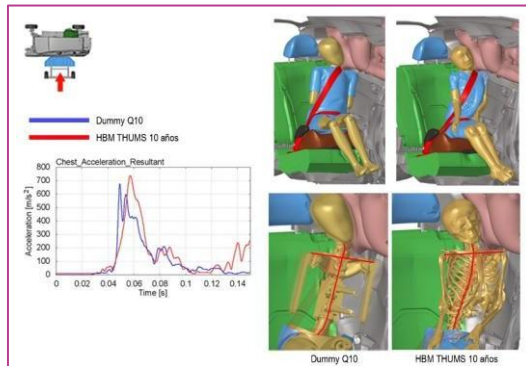 Dummy Q10
HBM THUMS 10 años
Chest_Acceleration_Resultant
800
700
600
500
400
300
200
100
0
Acceleration [m/s²]
0 0.02 0.04 0.06 0.08 0.10 0.12 0.14
Time [s]
Dummy Q10
HBM THUMS 10 años